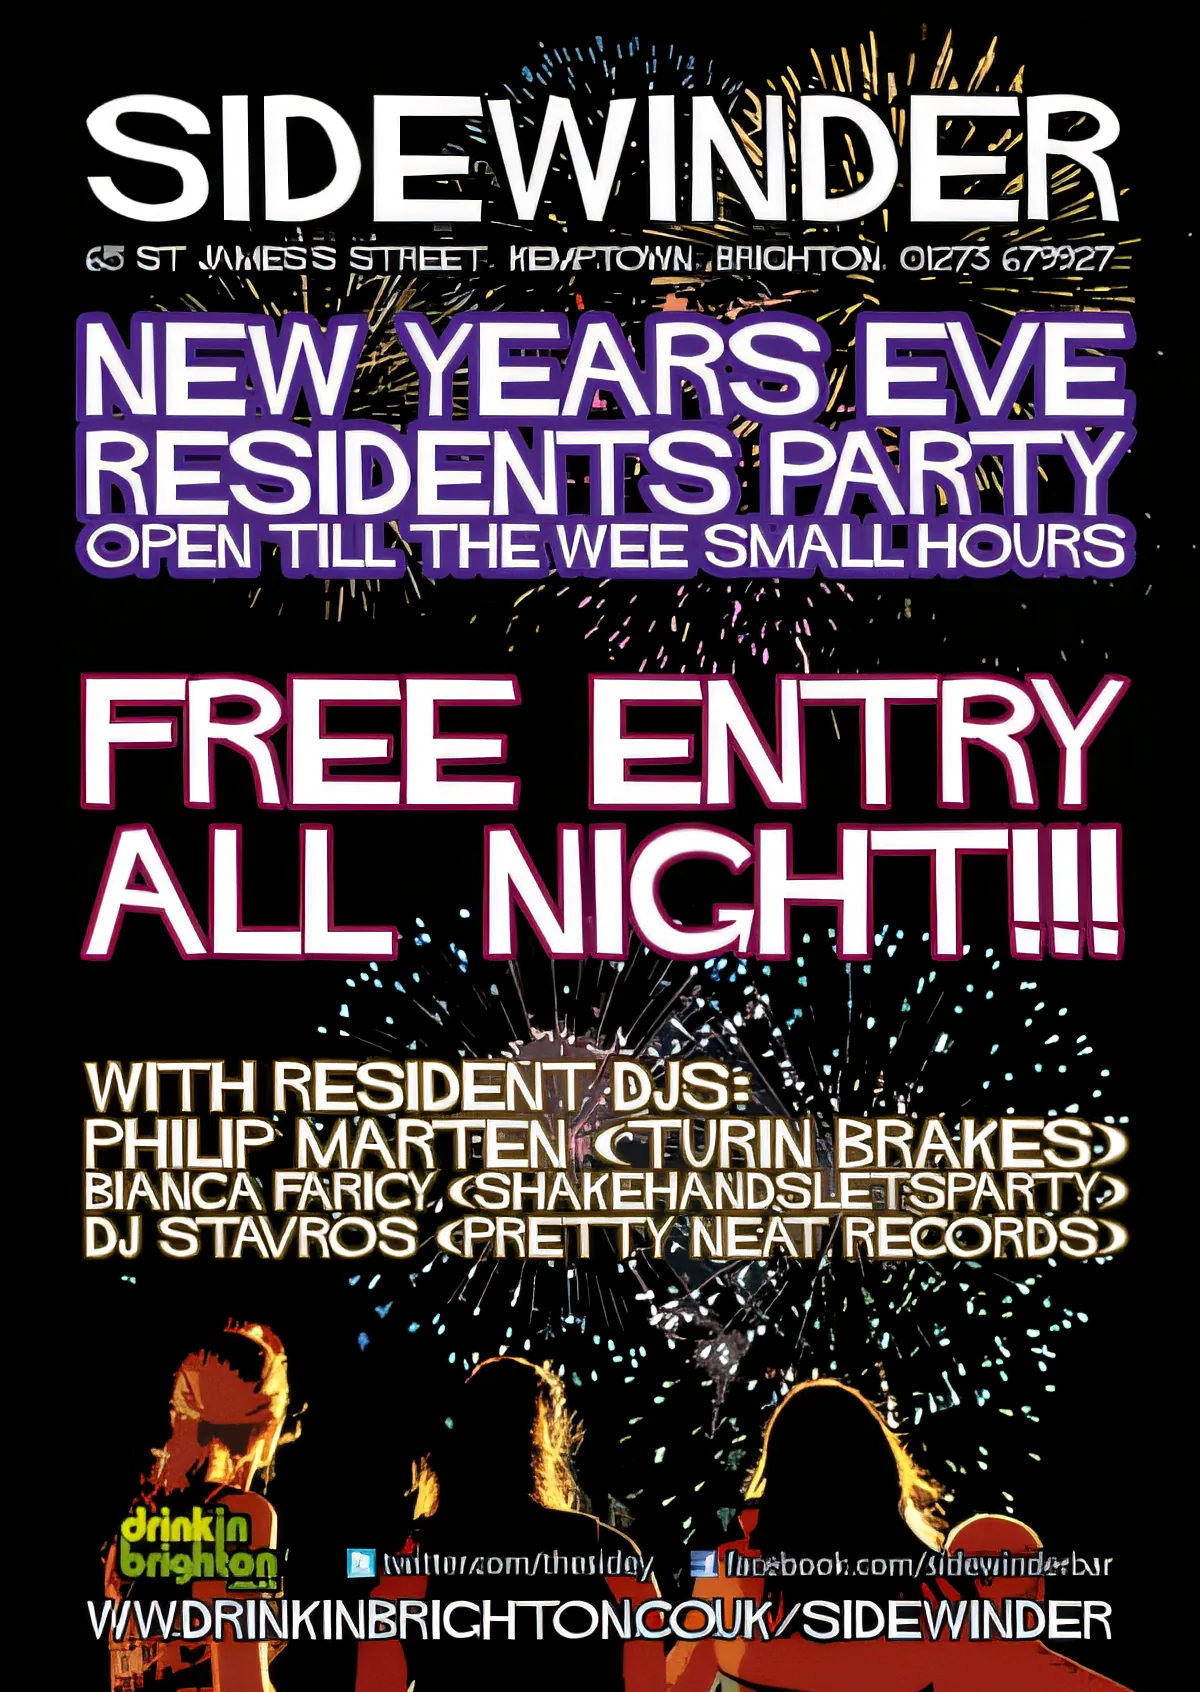 SIDEWINDER
65 ST JAMES'S STREET. KEMPTOWN. BRIGHTON. 01273 679927
NEW YEARS EVE
RESIDENTS PARTY
OPEN TILL THE WEE SMALL HOURS
FREE ENTRY
ALL NIGHT!!!
WITH RESIDENT DJS:
PHILIP MARTEN (TURIN BRAKES)
BIANCA FARICY (SHAKEHANDSLETSPARTY)
DJ STAVROS (PRETTY NEAT RECORDS)
drinkin
brighton
facebook.com/sidewinderbar
WWW.DRINKINBRIGHTON.CO.UK/SIDEWINDER